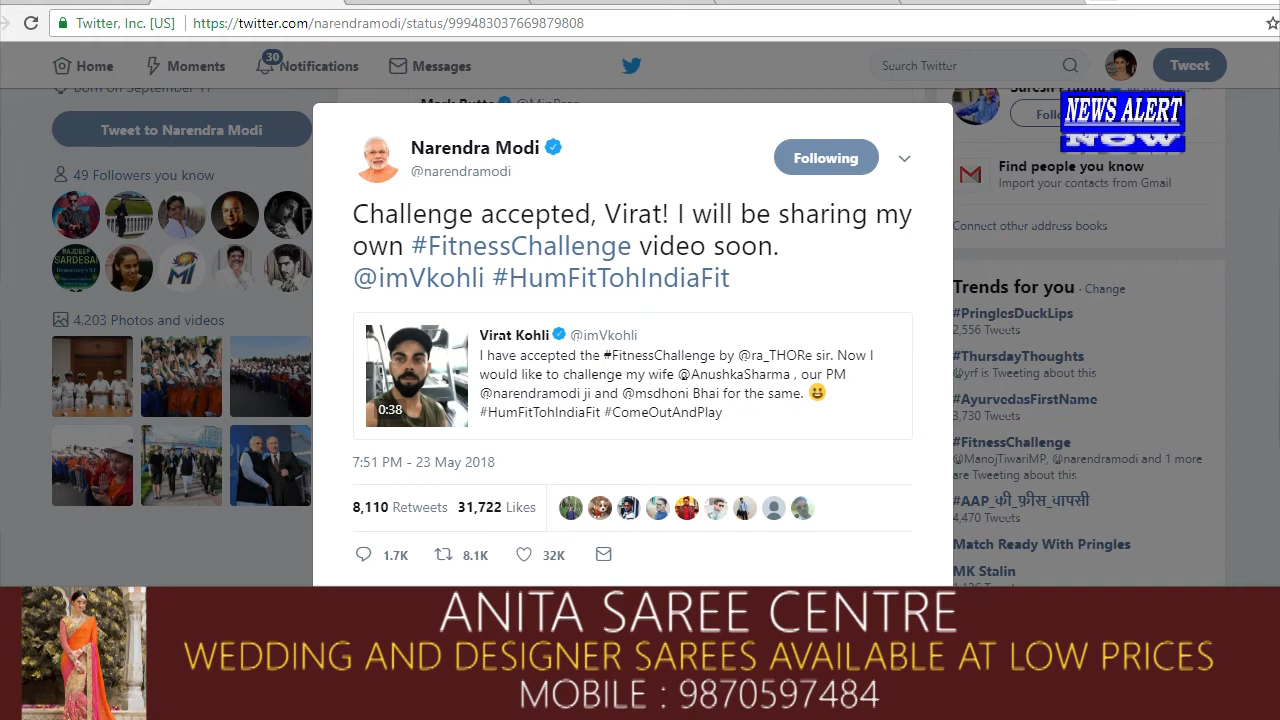 Twitter, Inc. [US]
https://twitter.com/narendramodi/status/999483037669879808
Home
Moments
30
Notifications
Messages
Search Twitter
Tweet
Born on September 17
Tweet to Narendra Modi
49 Followers you know
RAJDEEP
SARDESAI
4,203 Photos and videos
Narendra Modi
@narendramodi
Following
Challenge accepted, Virat! I will be sharing my
own #FitnessChallenge video soon.
@imVkohli #HumFitTohIndiaFit
Virat Kohli @imVkohli
I have accepted the #FitnessChallenge by @ra_THORe sir. Now I
would like to challenge my wife @AnushkaSharma , our PM
@narendramodi ji and @msdhoni Bhai for the same. 😀
#HumFitTohIndiaFit #ComeOutAndPlay
0:38
7:51 PM - 23 May 2018
8,110 Retweets 31,722 Likes
1.7K
8.1K
32K
Suresh Prabhu
NEWS ALERT
NOW
Find people you know
Import your contacts from Gmail
Connect other address books
Trends for you · Change
#PringlesDuckLips
2,556 Tweets
#ThursdayThoughts
@yrf is Tweeting about this
#AyurvedasFirstName
3,730 Tweets
#FitnessChallenge
@ManojTiwariMP, @narendramodi and 1 more
are Tweeting about this
#AAP_की_फ़ीस_वापसी
4,470 Tweets
Match Ready With Pringles
MK Stalin
ANITA SAREE CENTRE
WEDDING AND DESIGNER SAREES AVAILABLE AT LOW PRICES
MOBILE : 9870597484